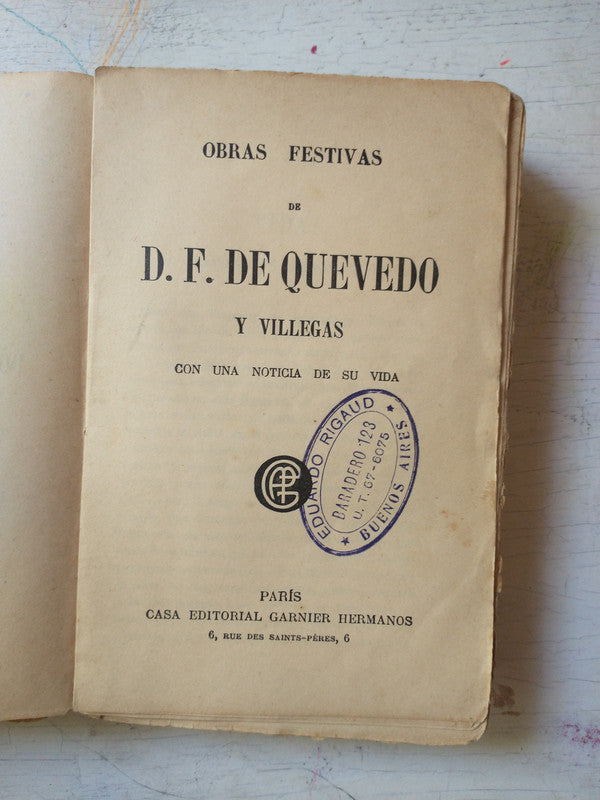 OBRAS FESTIVAS
DE
D. F. DE QUEVEDO
Y VILLEGAS
CON UNA NOTICIA DE SU VIDA
EDUARDO RIGAUD
BARADERO 123
U. T. 67-6075
BUENOS AIRES
PARÍS
CASA EDITORIAL GARNIER HERMANOS
6, RUE DES SAINTS-PÈRES, 6